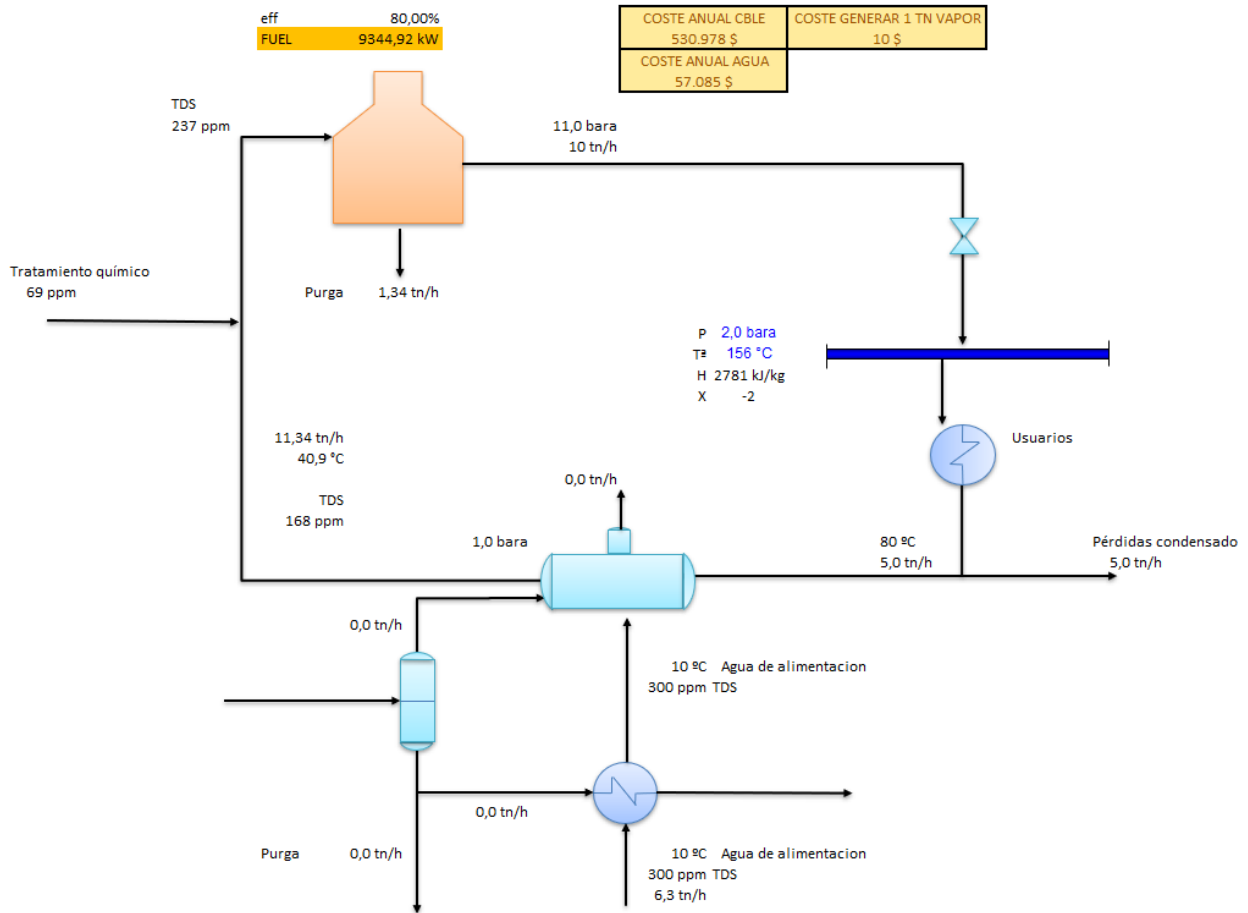 eff 80,00%
FUEL 9344,92 kW
COSTE ANUAL CBLE
530.978 $
COSTE GENERAR 1 TN VAPOR
10 $
COSTE ANUAL AGUA
57.085 $
TDS
237 ppm
11,0 bara
10 tn/h
Tratamiento químico
69 ppm
Purga 1,34 tn/h
P 2,0 bara
Tª 156 °C
H 2781 kJ/kg
X -2
11,34 tn/h
40,9 °C
TDS
168 ppm
Usuarios
0,0 tn/h
1,0 bara
80 ºC
5,0 tn/h
Pérdidas condensado
5,0 tn/h
0,0 tn/h
10 ºC Agua de alimentacion
300 ppm TDS
0,0 tn/h
Purga 0,0 tn/h
10 ºC Agua de alimentacion
300 ppm TDS
6,3 tn/h